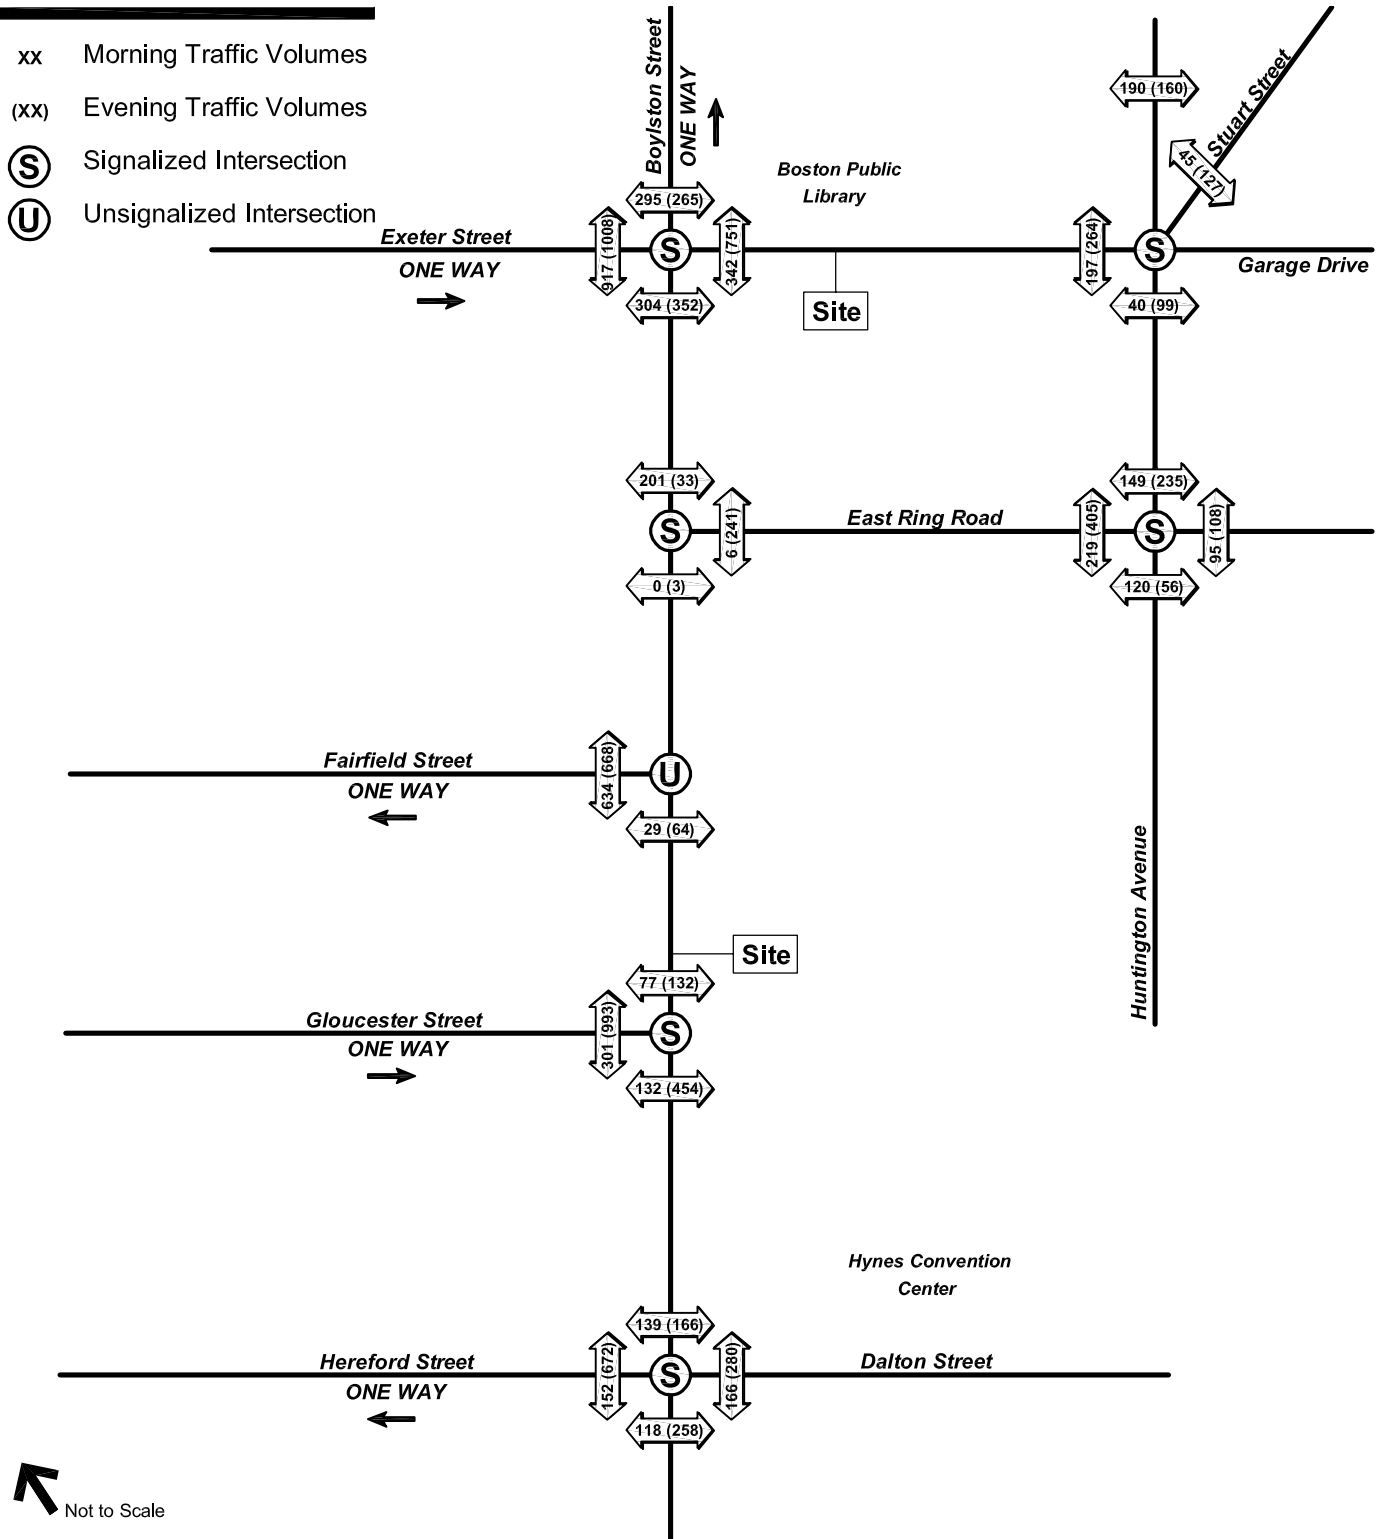 XX Morning Traffic Volumes
(XX) Evening Traffic Volumes
S Signalized Intersection
U Unsignalized Intersection
Boylston Street
ONE WAY
190 (160)
Stuart Street
45 (127)
Boston Public
Library
295 (265)
Exeter Street
ONE WAY
917 (1008)
S
342 (751)
304 (352)
Site
197 (264)
S
Garage Drive
40 (99)
201 (33)
S
6 (241)
0 (3)
East Ring Road
149 (235)
219 (405)
S
95 (108)
120 (56)
Fairfield Street
ONE WAY
634 (668)
U
29 (64)
Huntington Avenue
Site
77 (132)
Gloucester Street
ONE WAY
301 (993)
S
132 (454)
Hynes Convention
Center
139 (166)
Hereford Street
ONE WAY
152 (672)
S
166 (280)
Dalton Street
118 (258)
Not to Scale